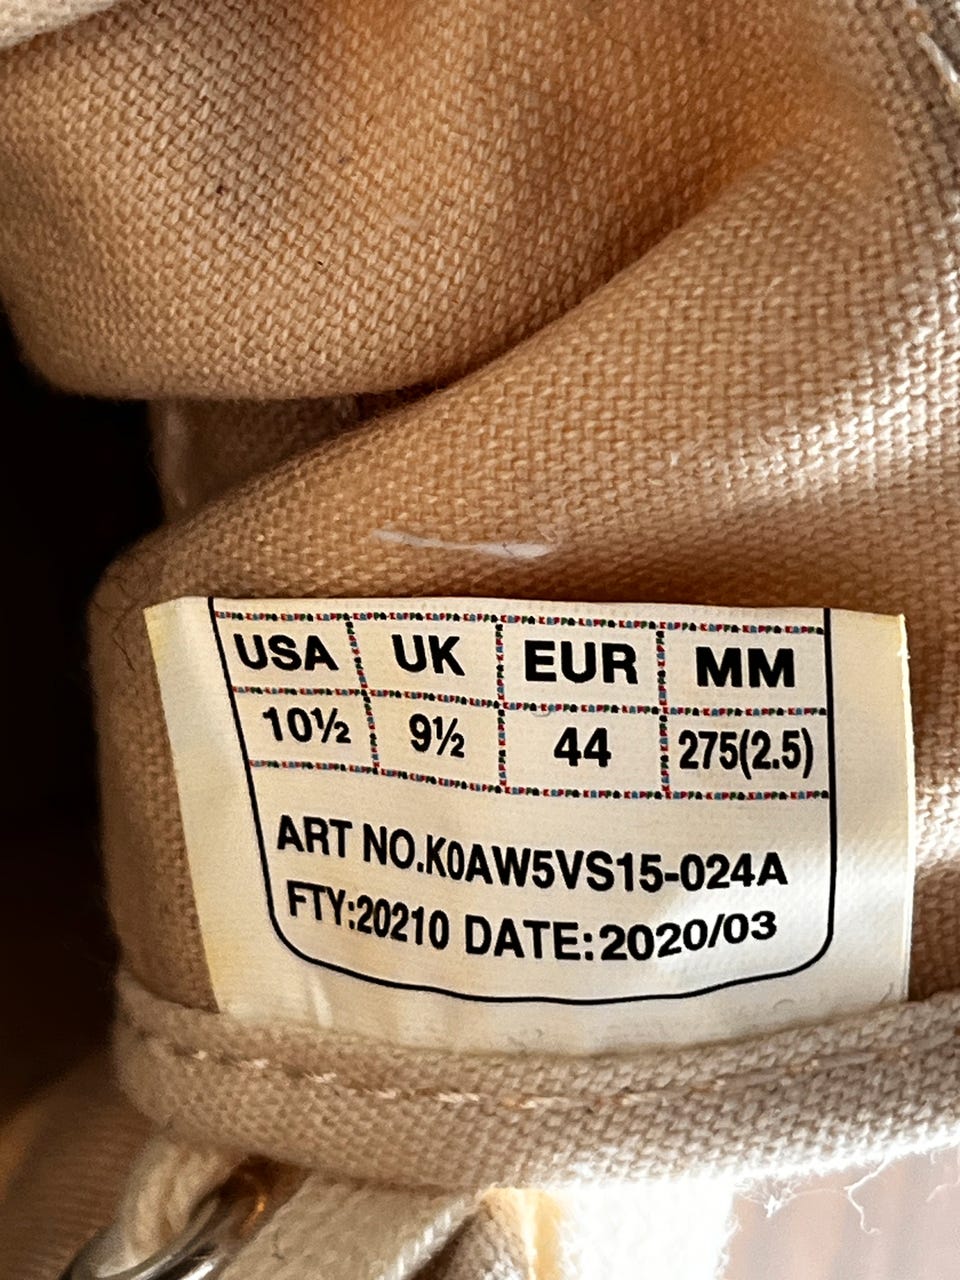 USA UK EUR MM
10½ 9½ 44 275(2.5)
ART NO.K0AW5VS15-024A
FTY:20210 DATE:2020/03